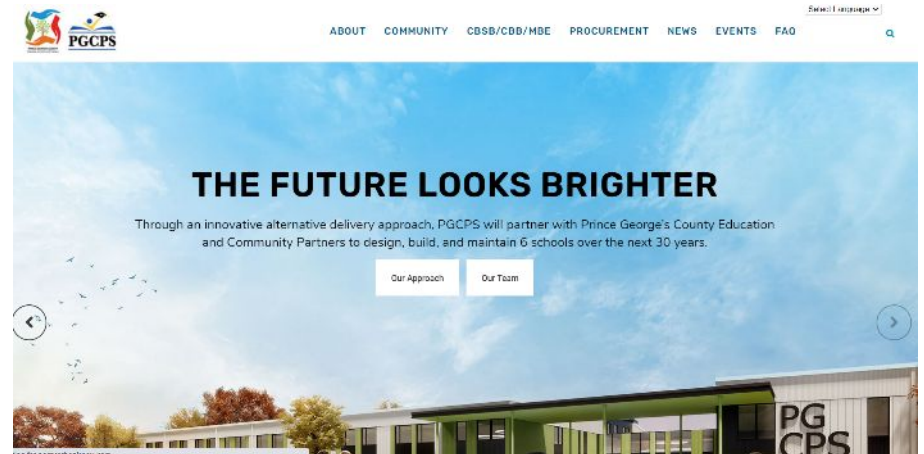 Select Language
PGCPS
ABOUT COMMUNITY CBSB/CBB/MBE PROCUREMENT NEWS EVENTS FAQ
THE FUTURE LOOKS BRIGHTER
Through an innovative alternative delivery approach, PGCPS will partner with Prince George's County Education
and Community Partners to design, build, and maintain 6 schools over the next 30 years.
Our Approach Our Team
PG
CPS